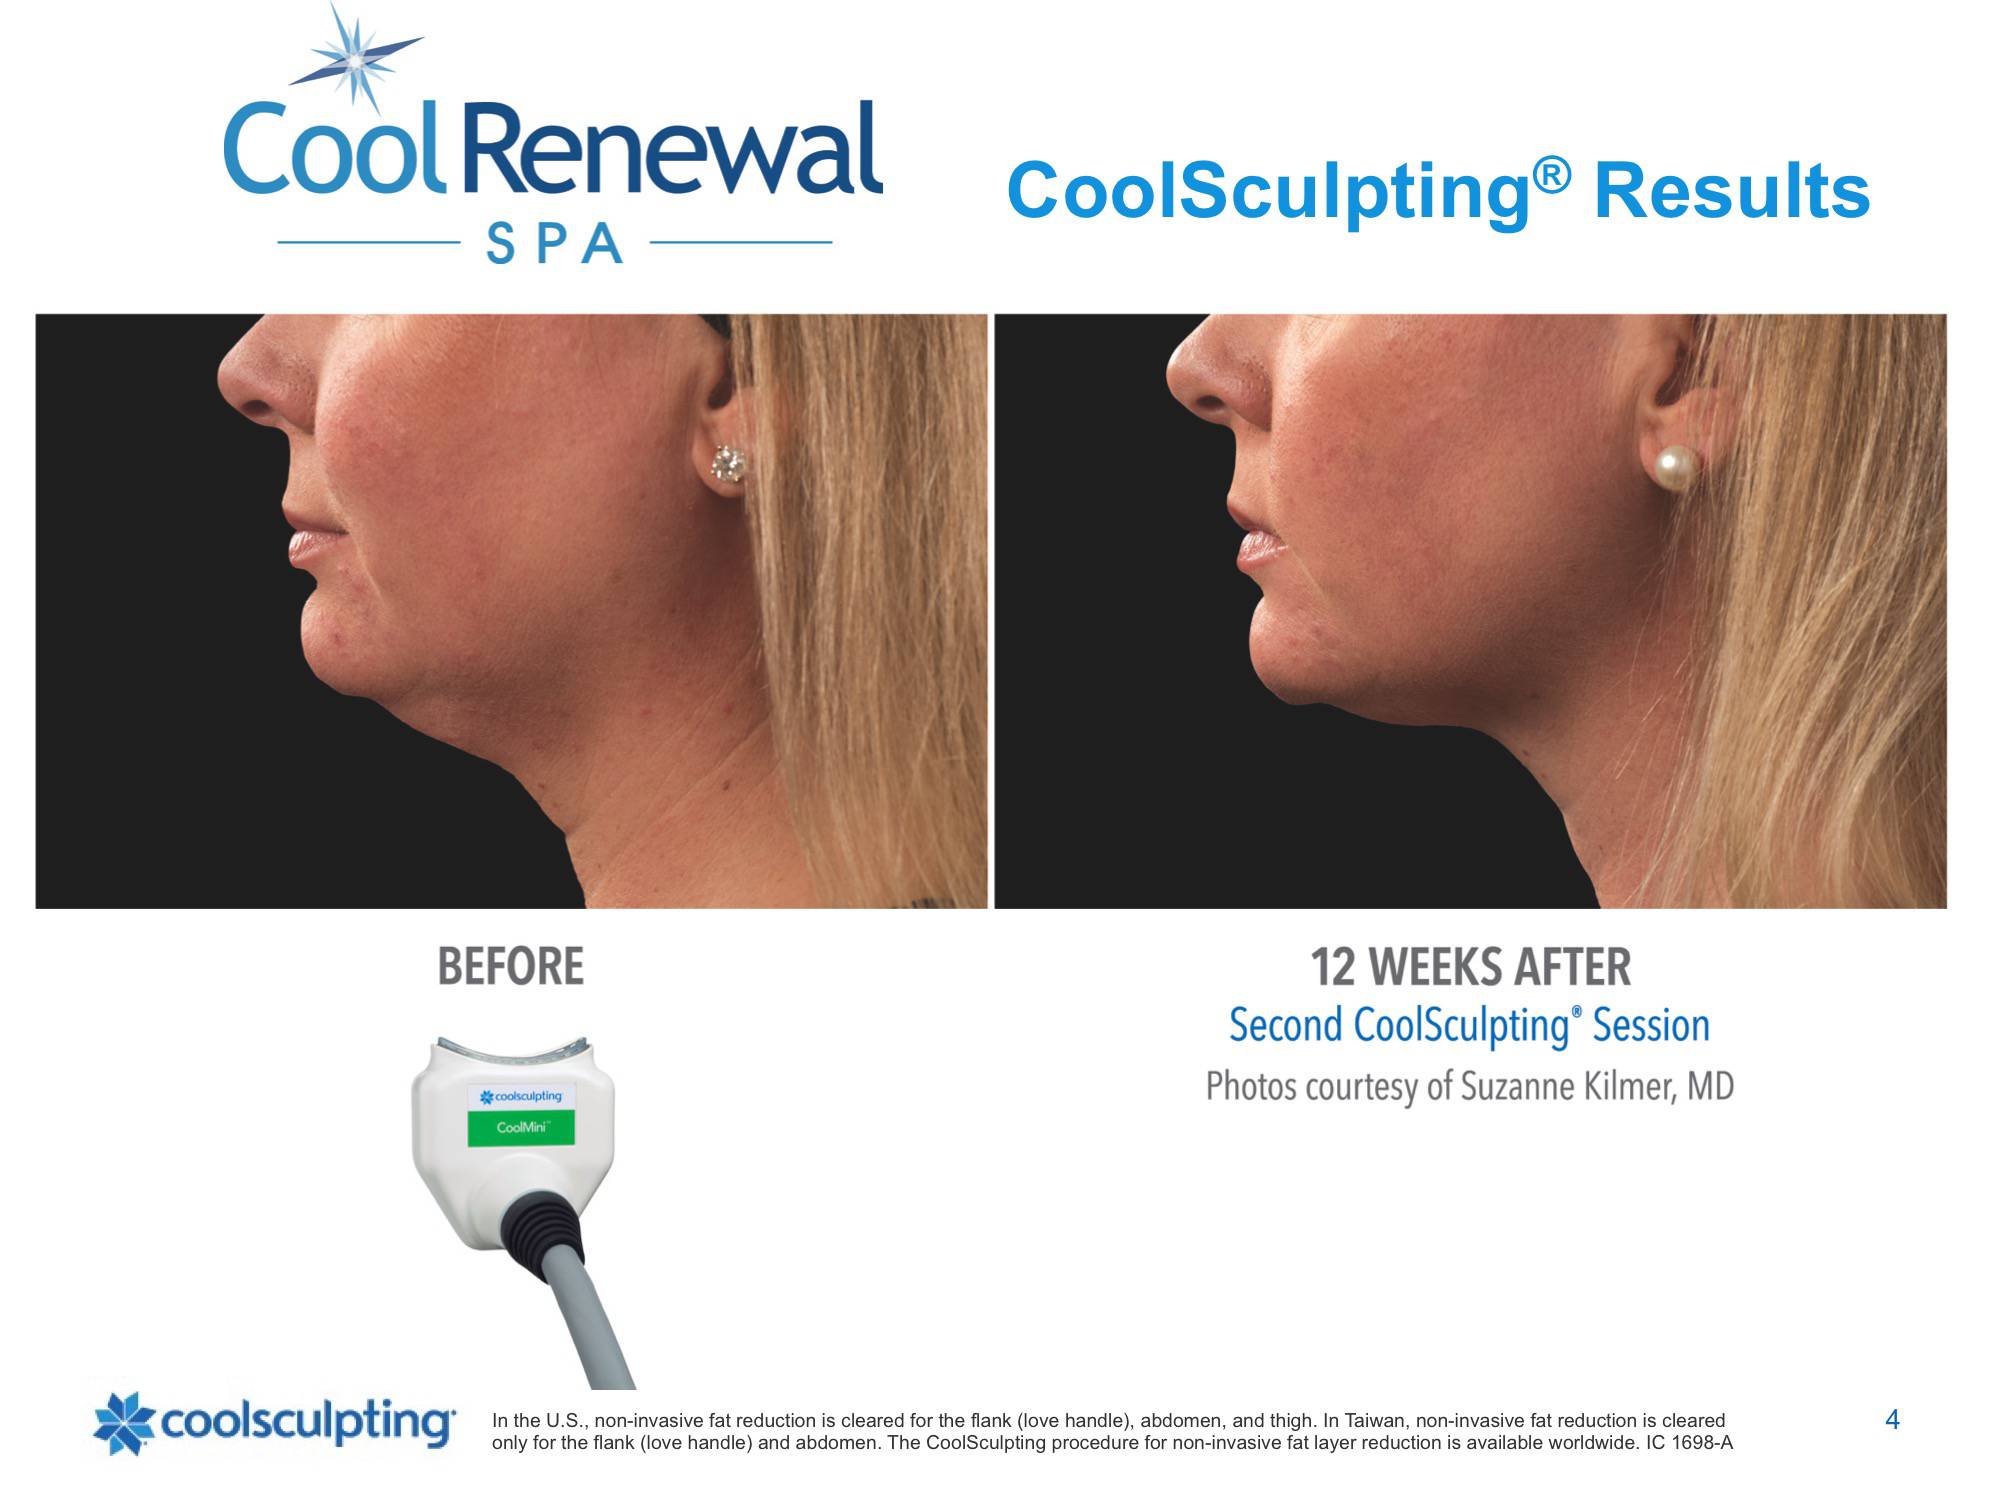 Cool Renewal
SPA
CoolSculpting® Results
BEFORE
12 WEEKS AFTER
Second CoolSculpting® Session
Photos courtesy of Suzanne Kilmer, MD
coolsculpting
CoolMini™
coolsculpting
In the U.S., non-invasive fat reduction is cleared for the flank (love handle), abdomen, and thigh. In Taiwan, non-invasive fat reduction is cleared
only for the flank (love handle) and abdomen. The CoolSculpting procedure for non-invasive fat layer reduction is available worldwide. IC 1698-A
4